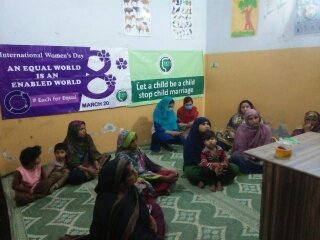 International Women's Day
AN EQUAL WORLD
IS AN
ENABLED WORLD
# Each for Equal
MARCH 20
Let a child be a child
stop child marriage